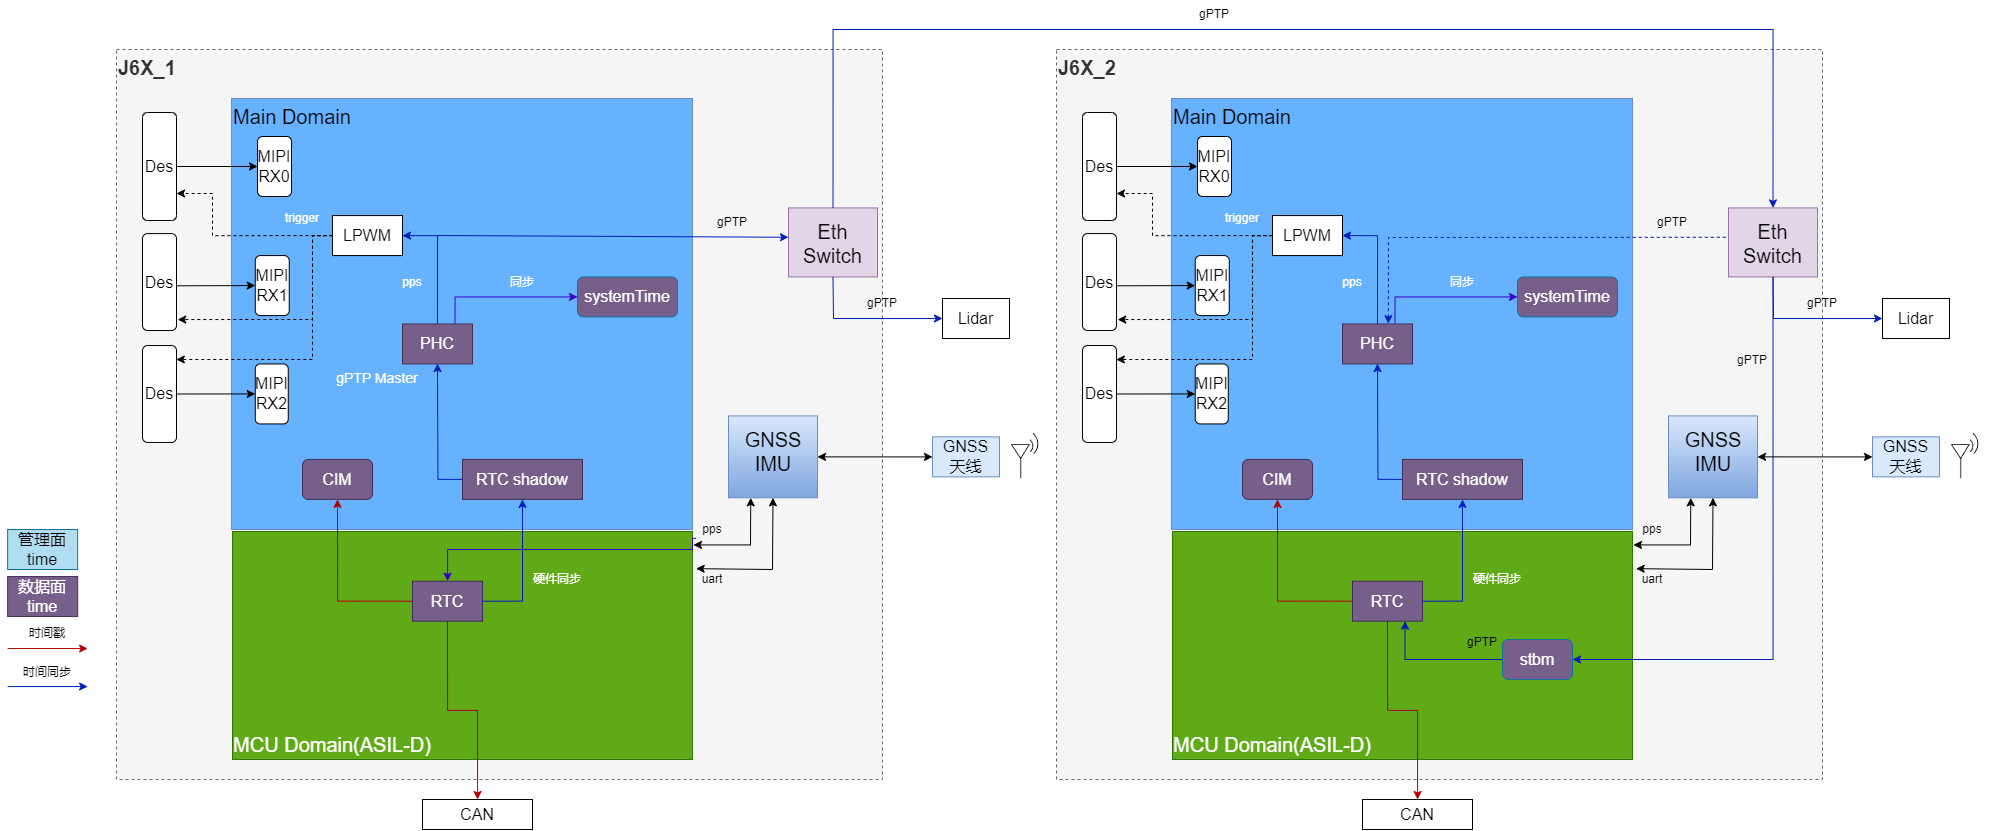 gPTP
J6X_1
Main Domain
Des
MIPI
RX0
trigger
LPWM
gPTP
Eth
Switch
Des
MIPI
RX1
pps
同步
systemTime
gPTP
Lidar
PHC
gPTP Master
Des
MIPI
RX2
GNSS
IMU
GNSS
天线
CIM
RTC shadow
pps
uart
硬件同步
RTC
MCU Domain(ASIL-D)
CAN
管理面
time
数据面
time
时间戳
时间同步
J6X_2
Main Domain
Des
MIPI
RX0
trigger
LPWM
gPTP
Eth
Switch
Des
MIPI
RX1
pps
同步
systemTime
gPTP
Lidar
PHC
gPTP
Des
MIPI
RX2
GNSS
IMU
GNSS
天线
CIM
RTC shadow
pps
uart
硬件同步
RTC
gPTP
stbm
MCU Domain(ASIL-D)
CAN